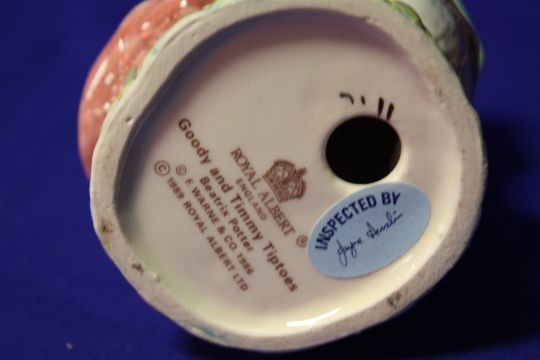 ROYAL ALBERT ®
ENGLAND
Goody and Timmy Tiptoes
Beatrix Potter
© F. WARNE & CO. 1986
© 1989 ROYAL ALBERT LTD
INSPECTED BY